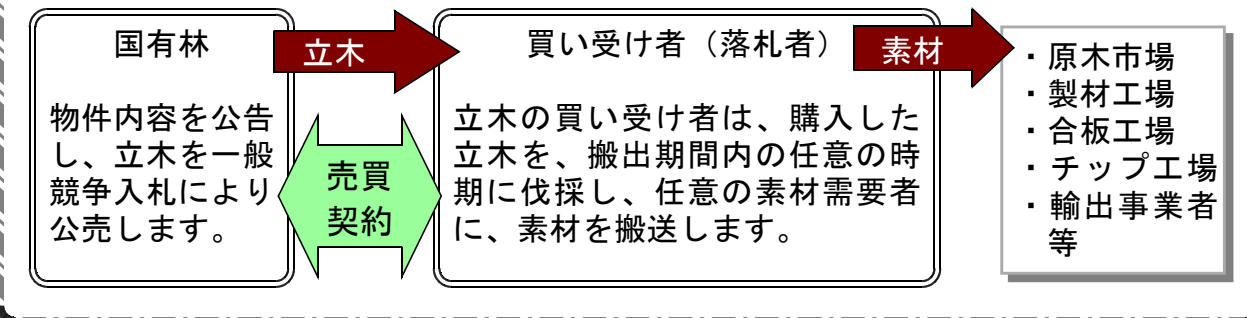 国有林
物件内容を公告
し、立木を一般
競争入札により
公売します。
立木
売買
契約
買い受け者（落札者）
立木の買い受け者は、購入した
立木を、搬出期間内の任意の時
期に伐採し、任意の素材需要者
に、素材を搬送します。
素材
・原木市場
・製材工場
・合板工場
・チップ工場
・輸出事業者
等